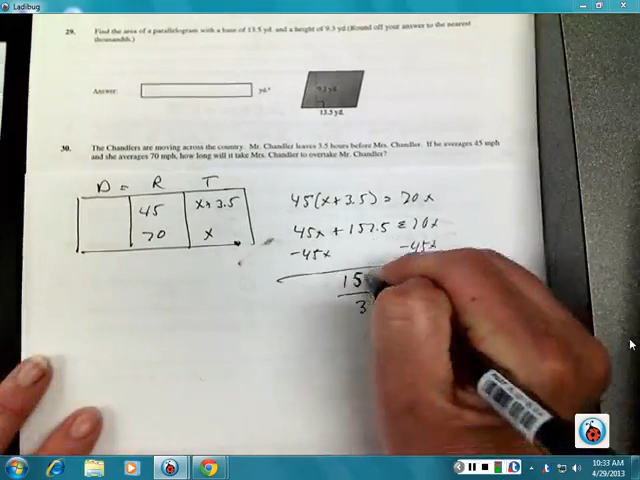 Ladibug
29. Find the area of a parallelogram with a base of 13.5 yd. and a height of 9.3 yd. (Round off your answer to the nearest
thousandth.)
Answer: yd.²
9.3 yd.
13.5 yd.
30. The Chandlers are moving across the country. Mr. Chandler leaves 3.5 hours before Mrs. Chandler. If he averages 45 mph
and she averages 70 mph, how long will it take Mrs. Chandler to overtake Mr. Chandler?
D = R T
45 x+3.5
70 x
45(x+3.5) = 70x
45x + 157.5 = 70x
-45x -45x
15
3
10:33 AM
4/29/2013